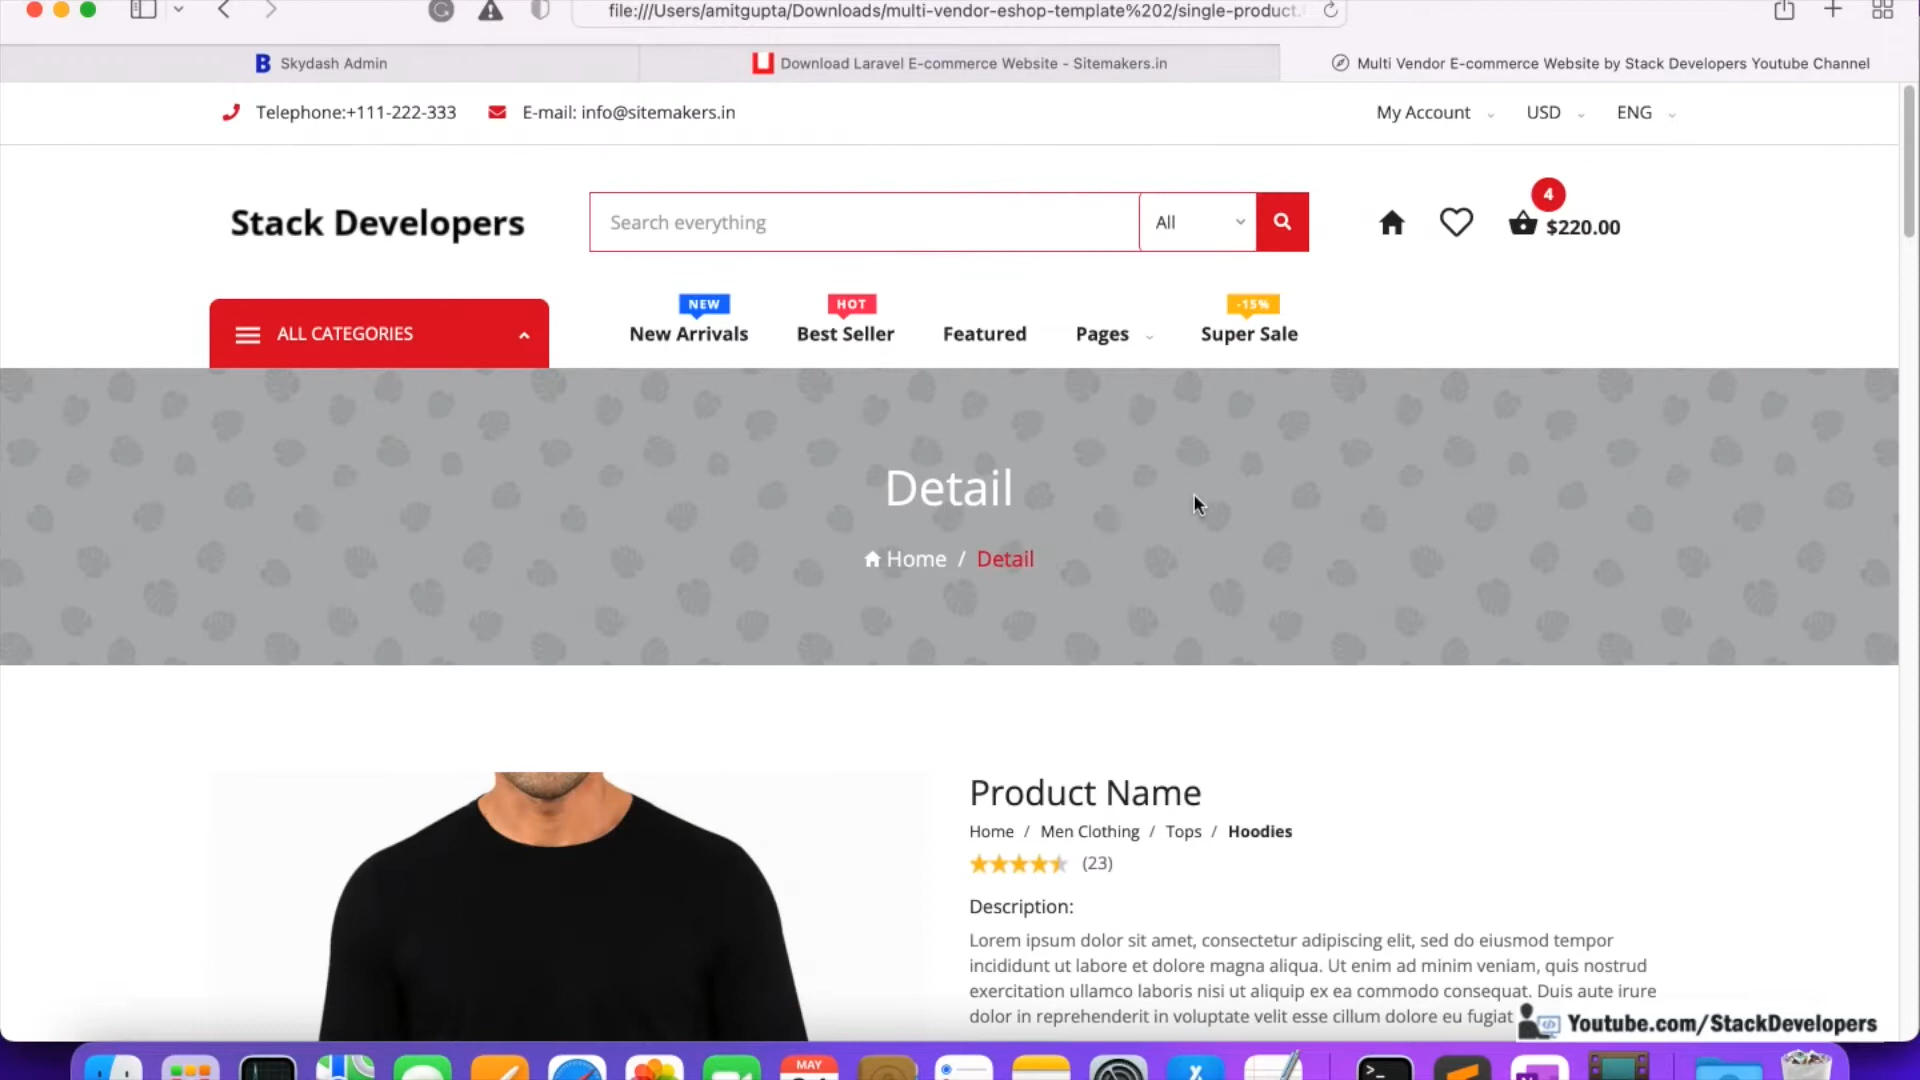 file:///Users/amitgupta/Downloads/multi-vendor-eshop-template%202/single-product.
Skydash Admin
Download Laravel E-commerce Website - Sitemakers.in
Multi Vendor E-commerce Website by Stack Developers Youtube Channel
Telephone:+111-222-333
E-mail: info@sitemakers.in
My Account
USD
ENG
Stack Developers
Search everything
All
4
$220.00
ALL CATEGORIES
NEW
New Arrivals
HOT
Best Seller
Featured
Pages
-15%
Super Sale
Detail
Home / Detail
Product Name
Home / Men Clothing / Tops / Hoodies
(23)
Description:
Lorem ipsum dolor sit amet, consectetur adipiscing elit, sed do eiusmod tempor
incididunt ut labore et dolore magna aliqua. Ut enim ad minim veniam, quis nostrud
exercitation ullamco laboris nisi ut aliquip ex ea commodo consequat. Duis aute irure
dolor in reprehenderit in voluptate velit esse cillum dolore eu fugiat
Youtube.com/StackDevelopers
MAY